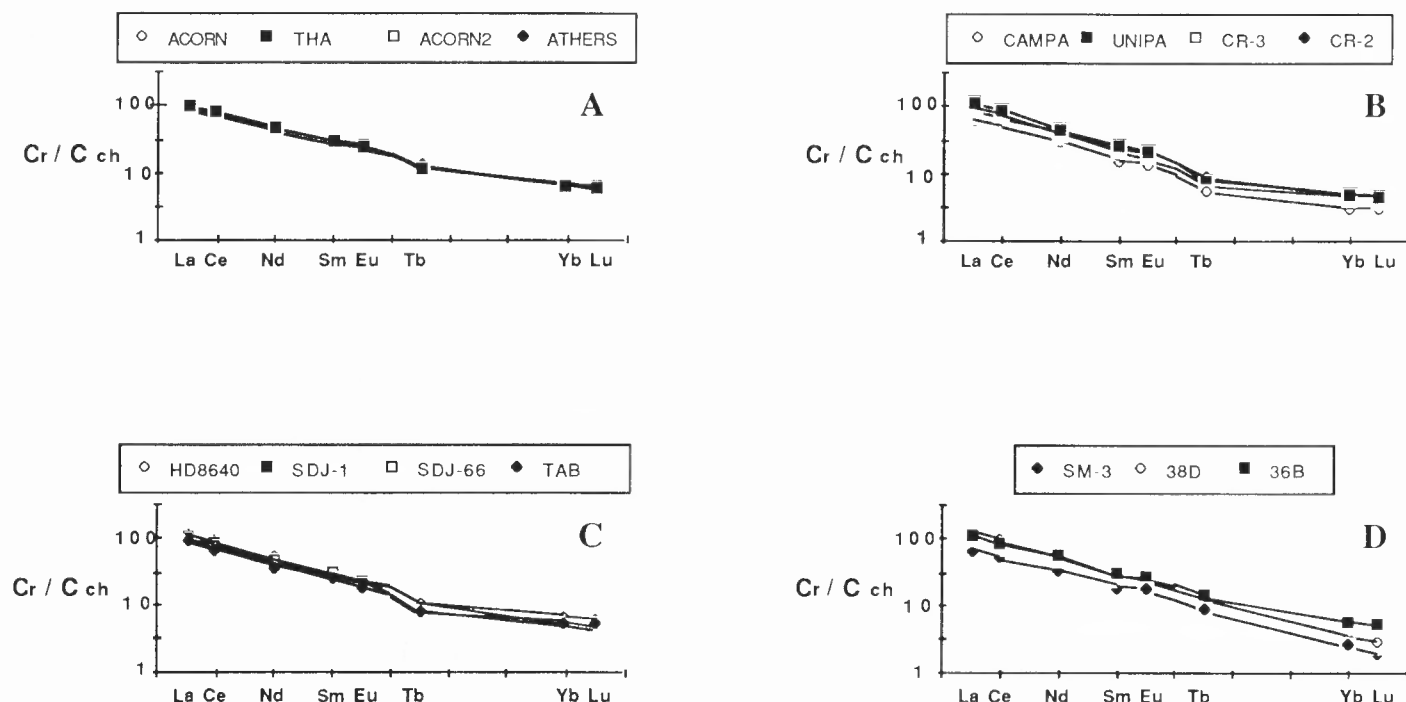 ACORN THA ACORN2 ATHERS
A
100
Cr / C ch
10
1
La Ce Nd Sm Eu Tb Yb Lu
CAMPA UNIPA CR-3 CR-2
B
100
Cr / C ch
10
1
La Ce Nd Sm Eu Tb Yb Lu
HD8640 SDJ-1 SDJ-66 TAB
C
100
Cr / C ch
10
1
La Ce Nd Sm Eu Tb Yb Lu
SM-3 38D 36B
D
100
Cr / C ch
10
1
La Ce Nd Sm Eu Tb Yb Lu